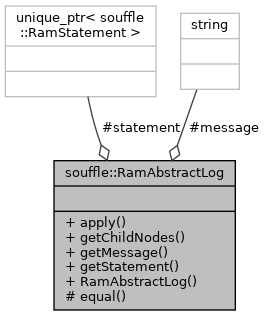 unique_ptr< souffle
::RamStatement >
string
#statement
#message
souffle::RamAbstractLog
+ apply()
+ getChildNodes()
+ getMessage()
+ getStatement()
+ RamAbstractLog()
# equal()